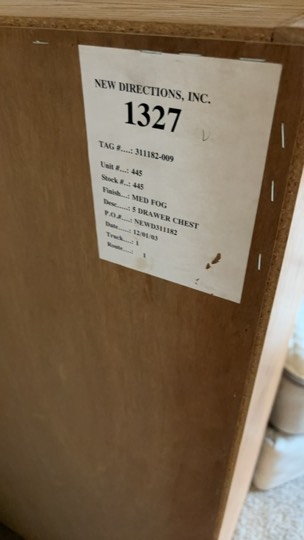 NEW DIRECTIONS, INC.
1327
TAG #.....: 311182-009
Unit #...: 445
Stock #..: 445
Finish....: MED FOG
Desc......: 5 DRAWER CHEST
P.O.#.....: NEWD311182
Date.......: 12/01/03
Truck.....: 1
Route.....: 1